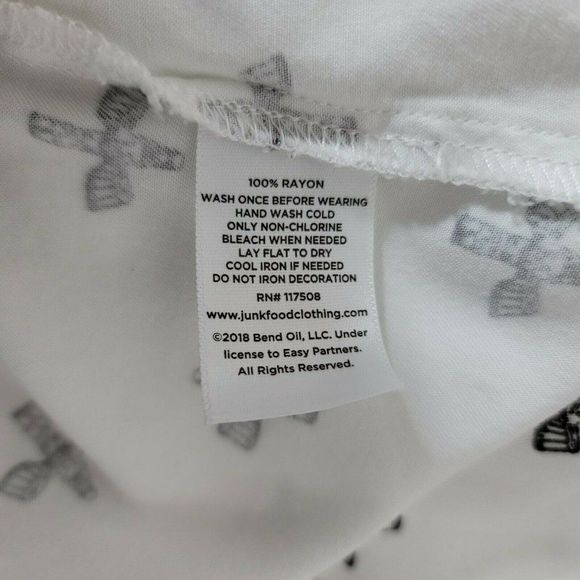 100% RAYON
WASH ONCE BEFORE WEARING
HAND WASH COLD
ONLY NON-CHLORINE
BLEACH WHEN NEEDED
LAY FLAT TO DRY
COOL IRON IF NEEDED
DO NOT IRON DECORATION
RN# 117508
www.junkfoodclothing.com
©2018 Bend Oil, LLC. Under
license to Easy Partners.
All Rights Reserved.